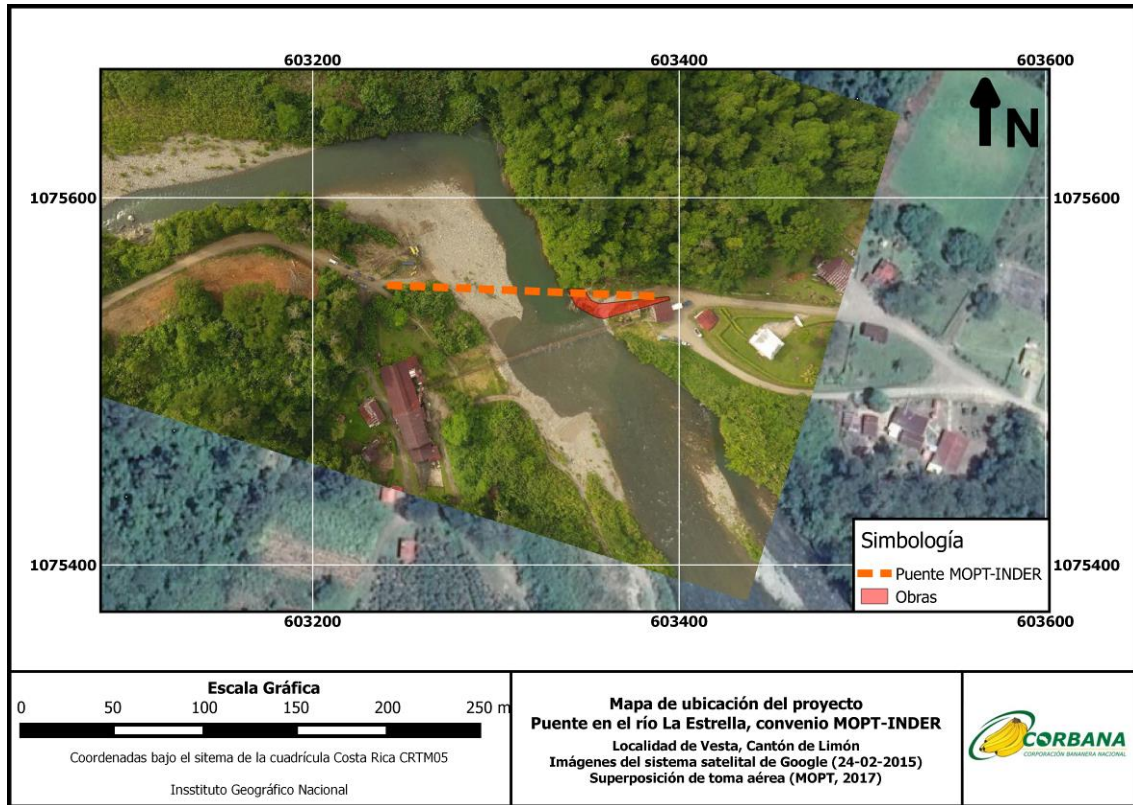 603200
603400
603600
N
1075600
1075600
1075400
1075400
Simbología
Puente MOPT-INDER
Obras
603200
603400
603600
Escala Gráfica
0 50 100 150 200 250 m
Coordenadas bajo el sitema de la cuadrícula Costa Rica CRTM05
Insstituto Geográfico Nacional
Mapa de ubicación del proyecto
Puente en el río La Estrella, convenio MOPT-INDER
Localidad de Vesta, Cantón de Limón
Imágenes del sistema satelital de Google (24-02-2015)
Superposición de toma aérea (MOPT, 2017)
CORBANA
CORPORACIÓN BANANERA NACIONAL